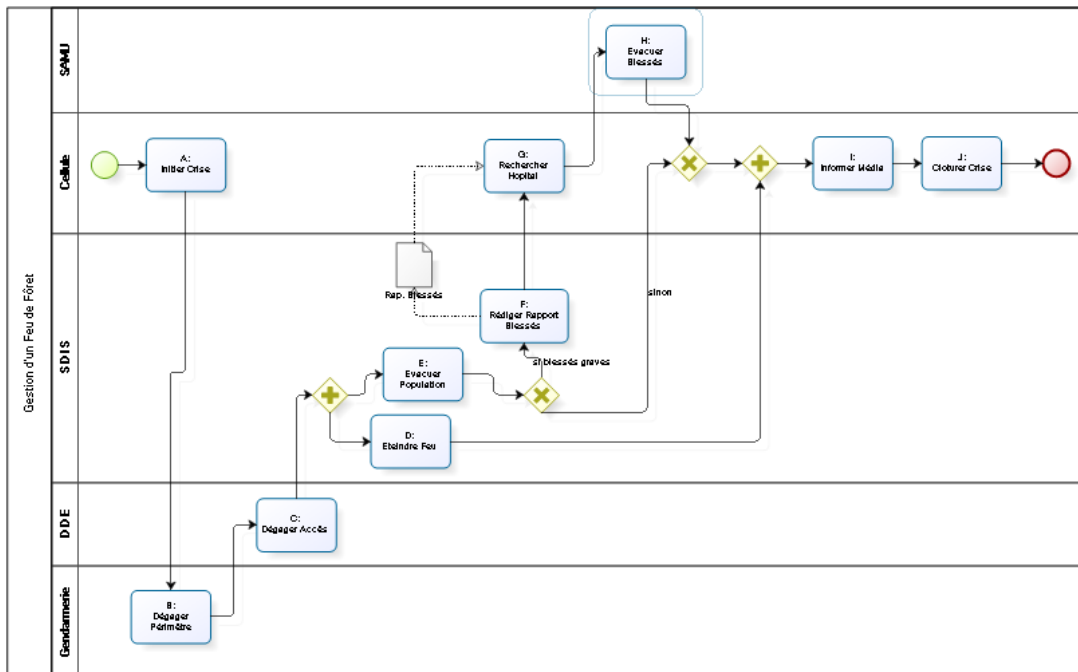 Gestion d'un Feu de Fôret
SAMU
H:
Evacuer
Blessés
Cellule
A:
Initier Crise
G:
Rechercher
Hopital
I:
Informer Média
J:
Cloturer Crise
SDIS
Rap. Blessés
F:
Rédiger Rapport
Blessés
sinon
si blessés graves
E:
Evacuer
Population
D:
Eteindre Feu
DDE
C:
Dégager Accès
Gendarmerie
B:
Dégager
Périmètre